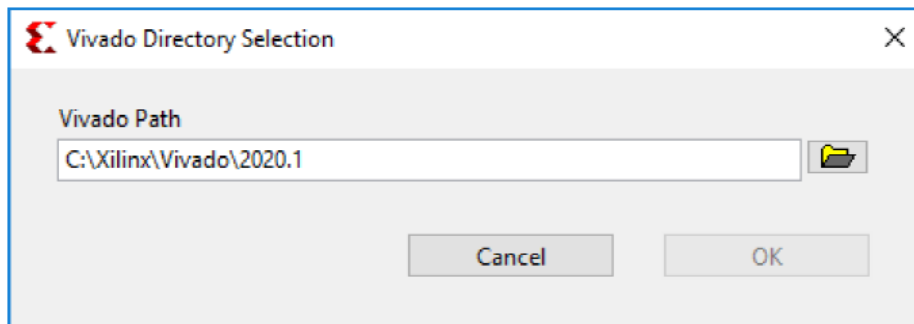 Vivado Directory Selection
Vivado Path
C:\Xilinx\Vivado\2020.1
Cancel
OK